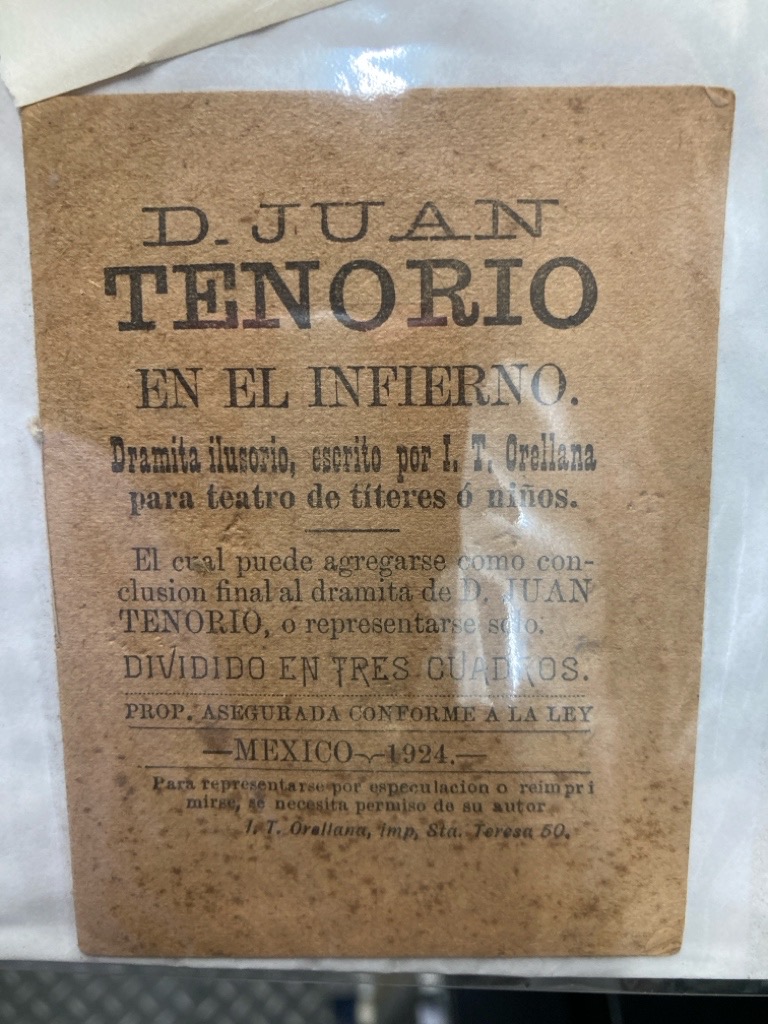 D. JUAN
TENORIO
EN EL INFIERNO.
Dramita ilusorio, escrito por I. T. Orellana
para teatro de títeres ó niños.
El cual puede agregarse como con-
clusion final al dramita de D. JUAN
TENORIO, o representarse solo.
DIVIDIDO EN TRES CUADROS.
PROP. ASEGURADA CONFORME A LA LEY
—MEXICO—1924.—
Para representarse por especulacion o reimpri
mirse, se necesita permiso de su autor
I. T. Orellana, imp, Sta. Teresa 50.